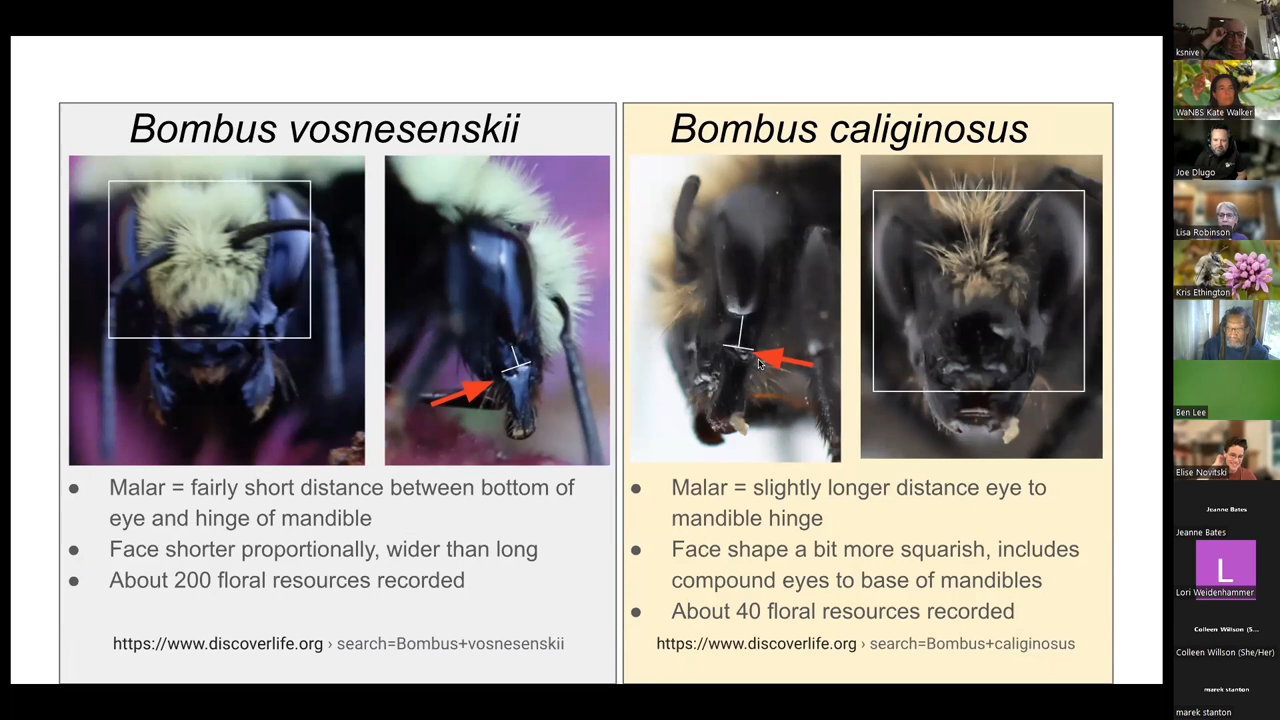 Bombus vosnesenskii
Malar = fairly short distance between bottom of
eye and hinge of mandible
Face shorter proportionally, wider than long
About 200 floral resources recorded
https://www.discoverlife.org › search=Bombus+vosnesenskii
Bombus caliginosus
Malar = slightly longer distance eye to
mandible hinge
Face shape a bit more squarish, includes
compound eyes to base of mandibles
About 40 floral resources recorded
https://www.discoverlife.org › search=Bombus+caliginosus
ksnive
WaNBS Kate Walker
Joe Dlugo
Lisa Robinson
Kris Ethington
Ben Lee
Elise Novitski
Jeanne Bates
Jeanne Bates
L
Lori Weidenhammer
Colleen Willson (S...
Colleen Willson (She/Her)
marek stanton
marek stanton